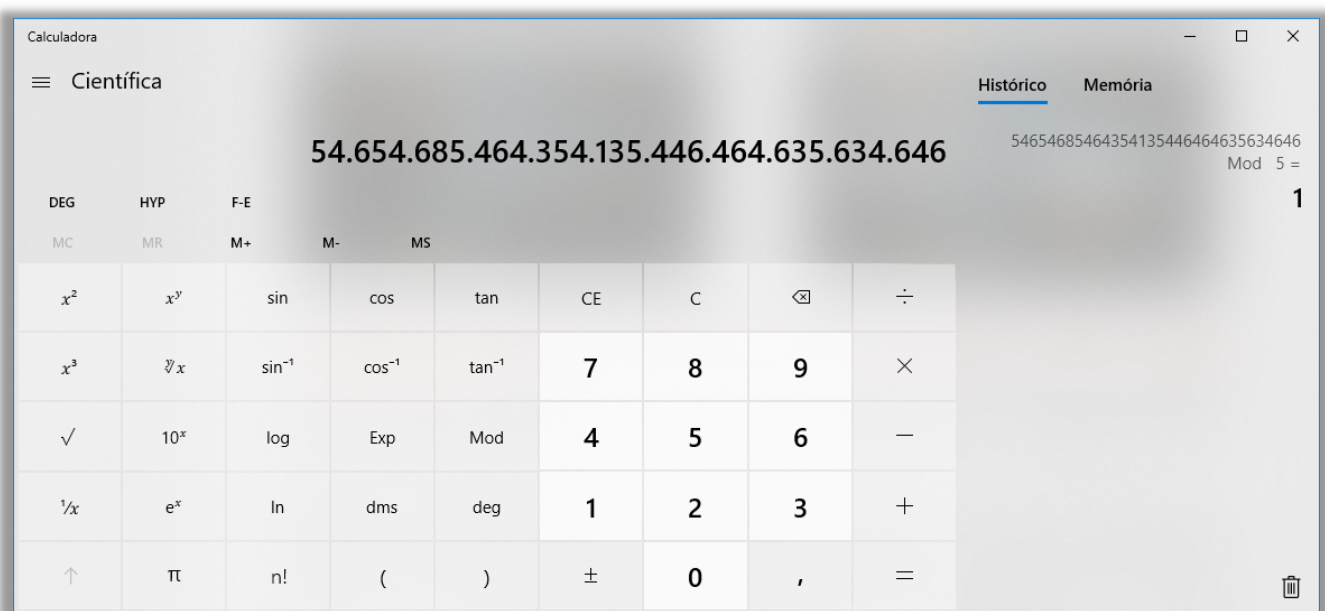 Calculadora
Científica
Histórico Memória
54.654.685.464.354.135.446.464.635.634.646
54654685464354135446464635634646
Mod 5 =
1
DEG HYP F-E
MC MR M+ M- MS
x² xʸ sin cos tan CE C ÷
x³ ʸ√x sin⁻¹ cos⁻¹ tan⁻¹ 7 8 9 ×
√ 10ˣ log Exp Mod 4 5 6 −
¹/x eˣ ln dms deg 1 2 3 +
↑ π n! ( ) ± 0 , =